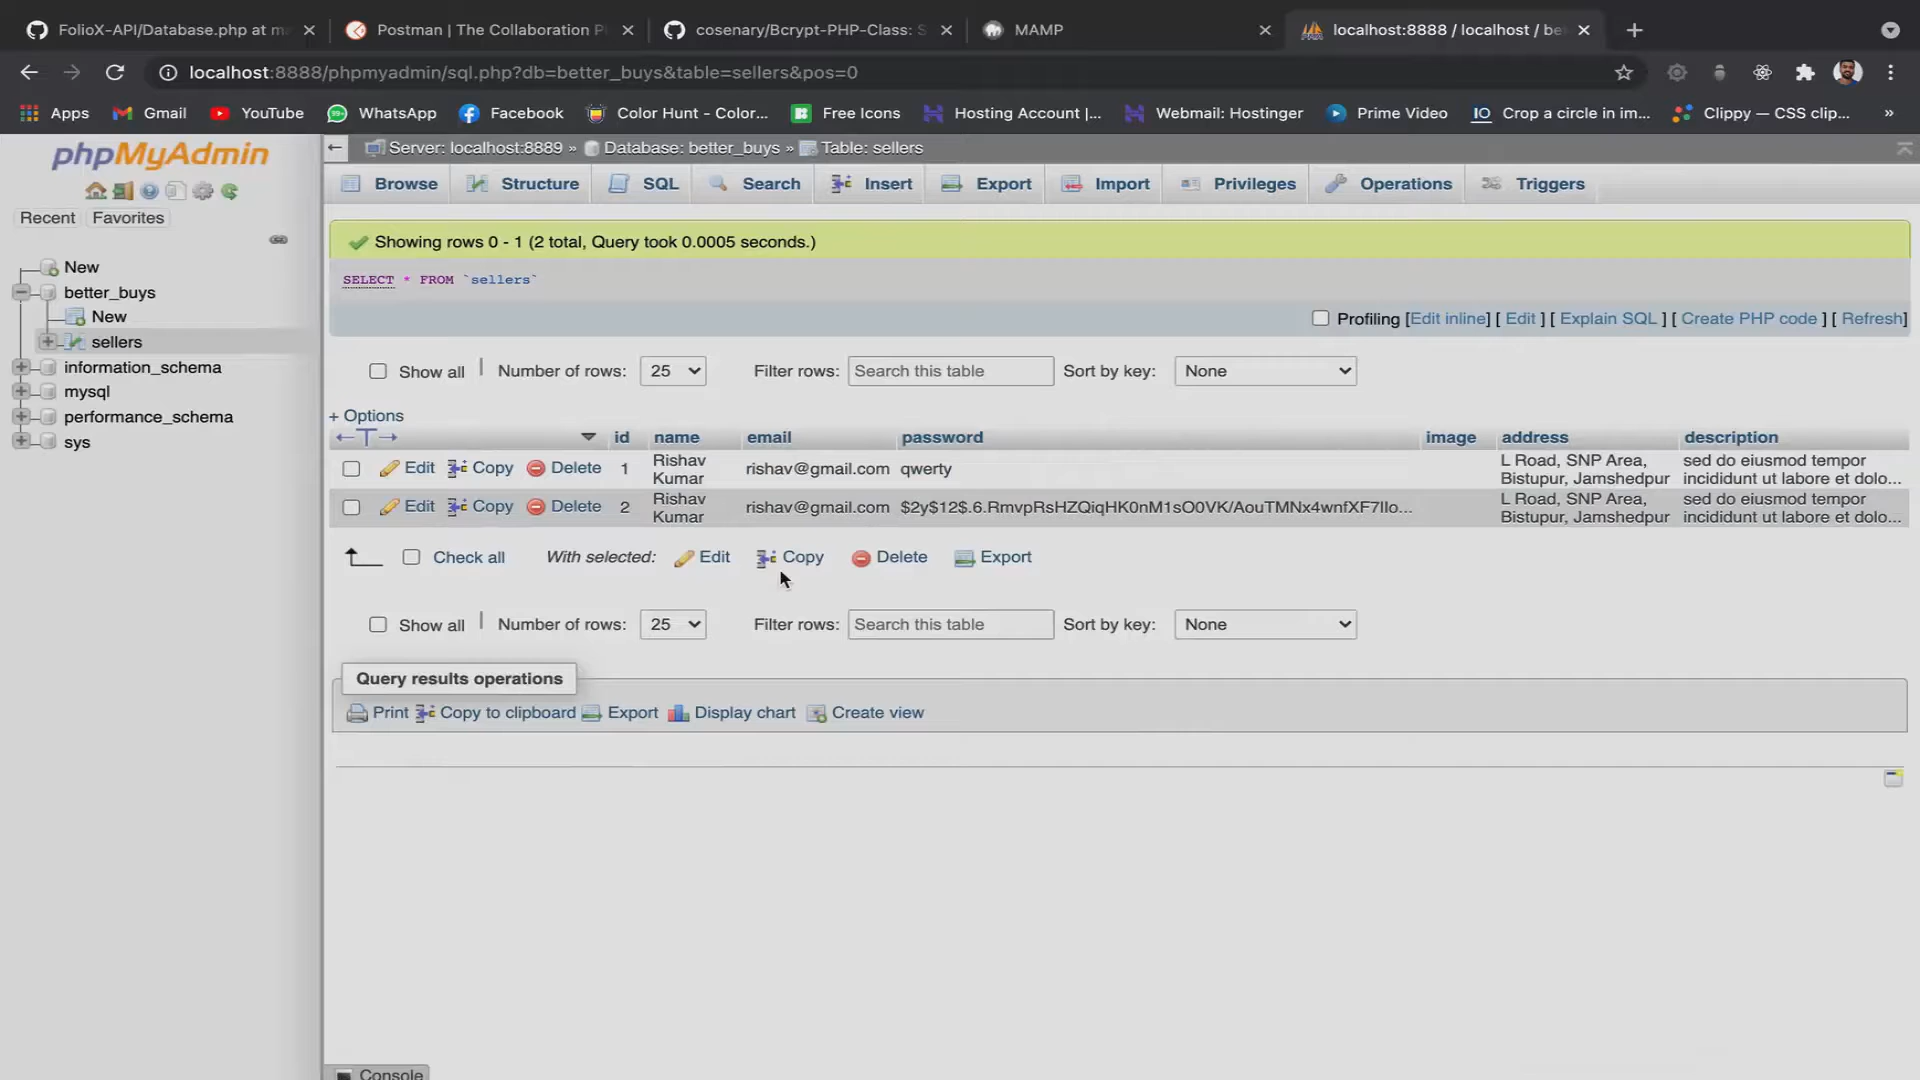 FolioX-API/Database.php at m
Postman | The Collaboration P
cosenary/Bcrypt-PHP-Class: S
MAMP
localhost:8888 / localhost / be
localhost:8888/phpmyadmin/sql.php?db=better_buys&table=sellers&pos=0
Apps Gmail YouTube WhatsApp Facebook Color Hunt - Color... Free Icons Hosting Account |... Webmail: Hostinger Prime Video Crop a circle in im... Clippy — CSS clip... »
phpMyAdmin
Recent Favorites
New
better_buys
New
sellers
information_schema
mysql
performance_schema
sys
Server: localhost:8889 » Database: better_buys » Table: sellers
Browse Structure SQL Search Insert Export Import Privileges Operations Triggers
Showing rows 0 - 1 (2 total, Query took 0.0005 seconds.)
SELECT * FROM `sellers`
Profiling [Edit inline] [ Edit ] [ Explain SQL ] [ Create PHP code ] [ Refresh]
Show all | Number of rows: 25 Filter rows: Search this table Sort by key: None
+ Options
id name email password image address description
Edit Copy Delete 1 Rishav Kumar rishav@gmail.com qwerty L Road, SNP Area, Bistupur, Jamshedpur sed do eiusmod tempor incididunt ut labore et dolo...
Edit Copy Delete 2 Rishav Kumar rishav@gmail.com $2y$12$.6.RmvpRsHZQiqHK0nM1sO0VK/AouTMNx4wnfXF7Ilo... L Road, SNP Area, Bistupur, Jamshedpur sed do eiusmod tempor incididunt ut labore et dolo...
Check all With selected: Edit Copy Delete Export
Show all | Number of rows: 25 Filter rows: Search this table Sort by key: None
Query results operations
Print Copy to clipboard Export Display chart Create view
Console